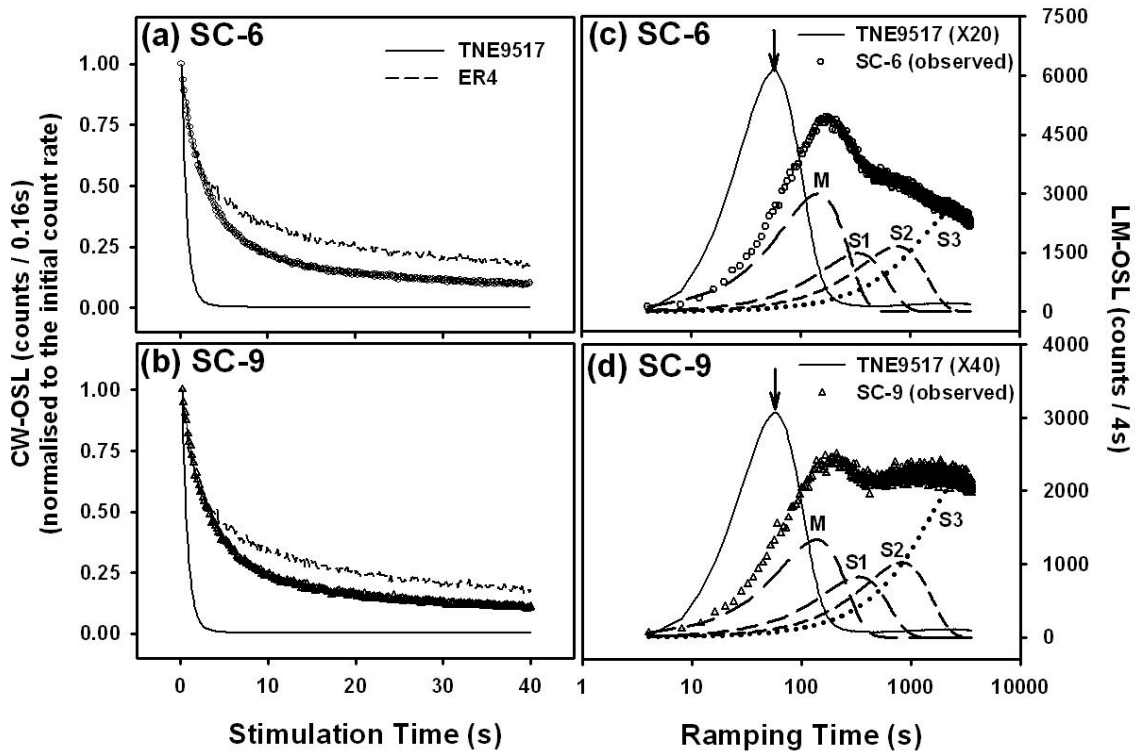 (a) SC-6
TNE9517
ER4
1.00
0.75
0.50
0.25
0.00
(b) SC-9
1.00
0.75
0.50
0.25
0.00
CW-OSL (counts / 0.16s)
(normalised to the initial count rate)
0
10
20
30
40
Stimulation Time (s)
(c) SC-6
TNE9517 (X20)
SC-6 (observed)
M
S1
S2
S3
7500
6000
4500
3000
1500
0
(d) SC-9
TNE9517 (X40)
SC-9 (observed)
M
S1
S2
S3
4000
3000
2000
1000
0
LM-OSL
(counts / 4s)
1
10
100
1000
10000
Ramping Time (s)